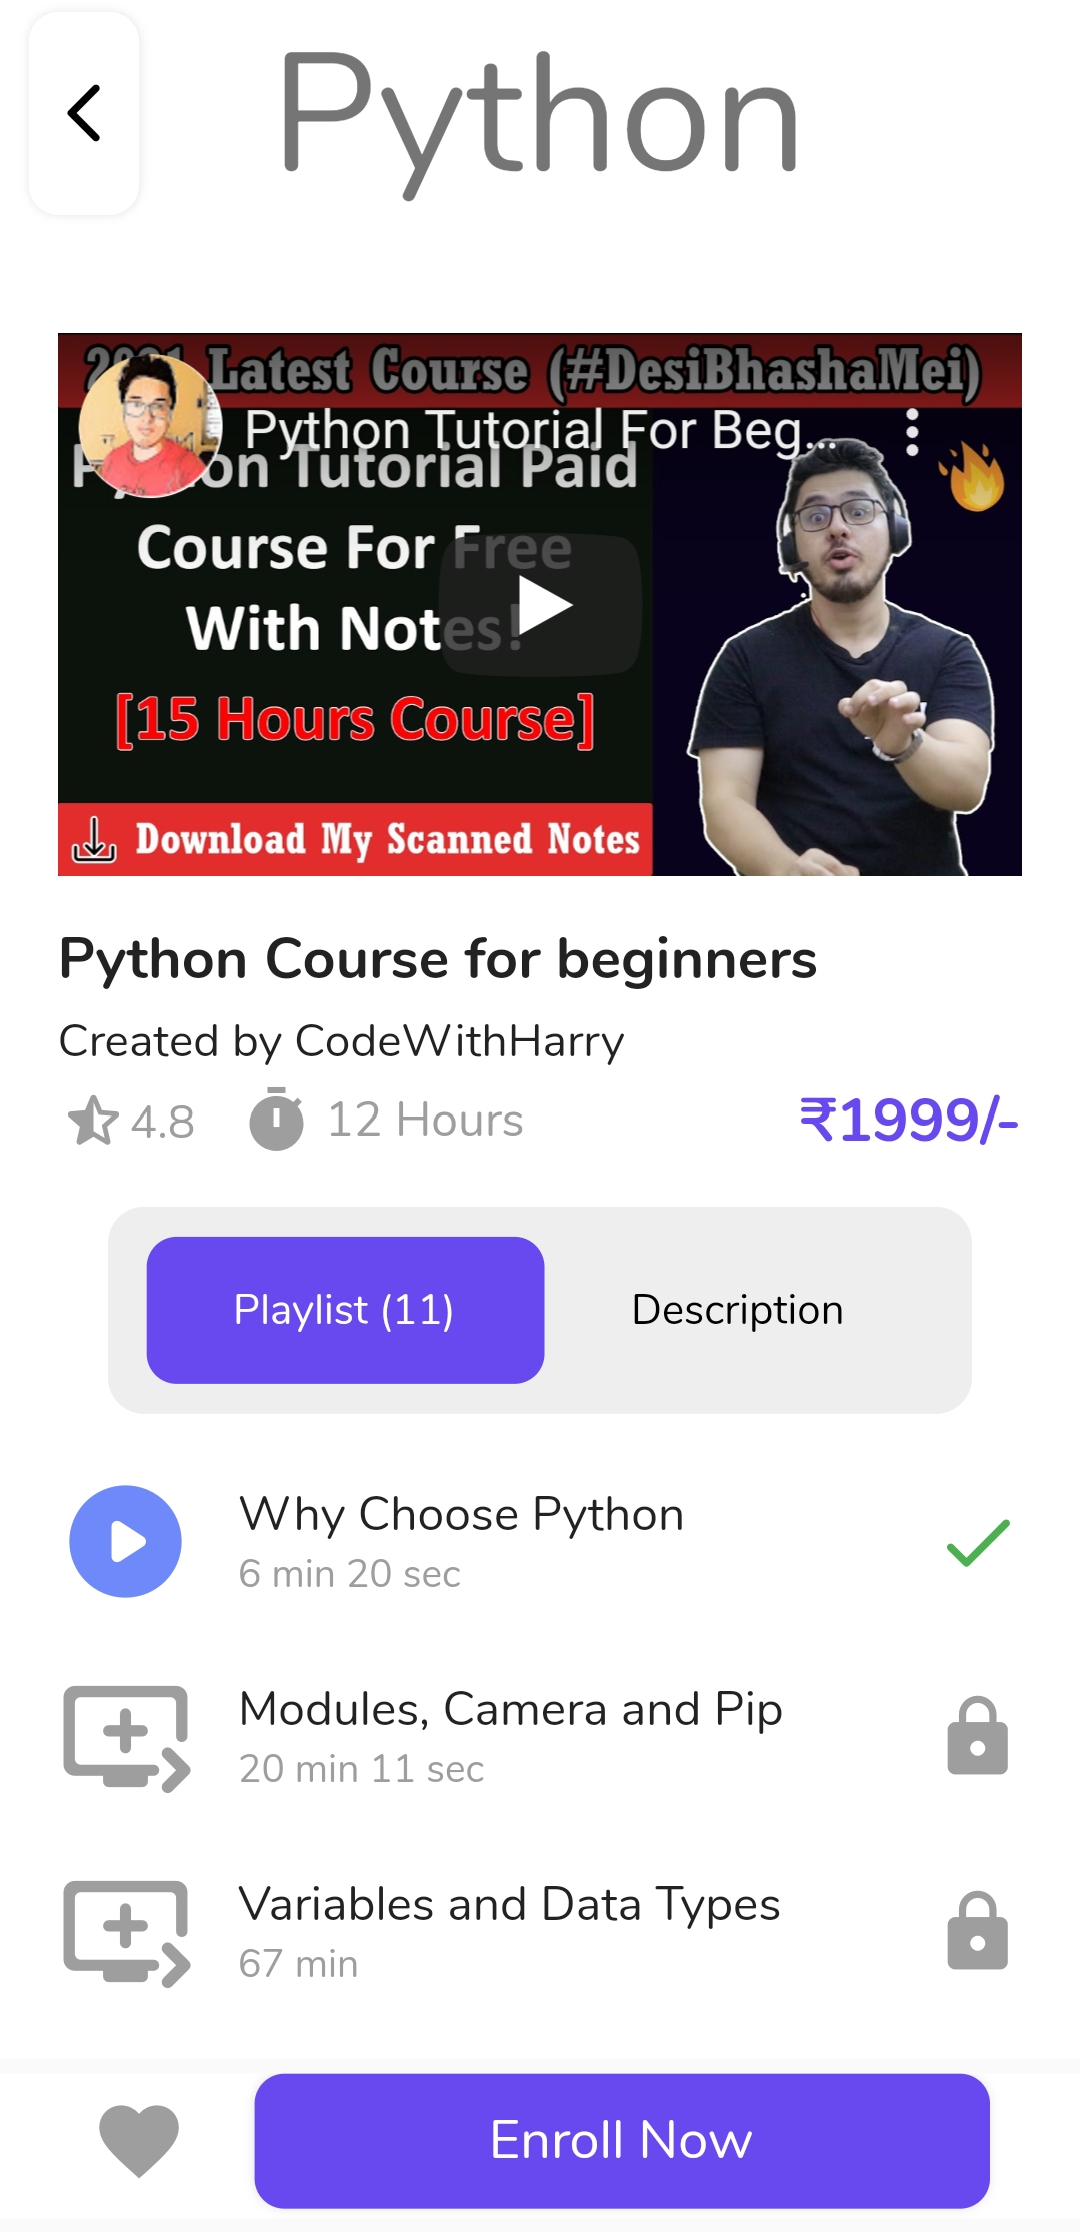 Python
2021 Latest Course (#DesiBhashaMei)
Python Tutorial For Beg...
Python Tutorial Paid
Course For Free
With Notes!
[15 Hours Course]
Download My Scanned Notes
Python Course for beginners
Created by CodeWithHarry
4.8
12 Hours
₹1999/-
Playlist (11)
Description
Why Choose Python
6 min 20 sec
Modules, Camera and Pip
20 min 11 sec
Variables and Data Types
67 min
Enroll Now